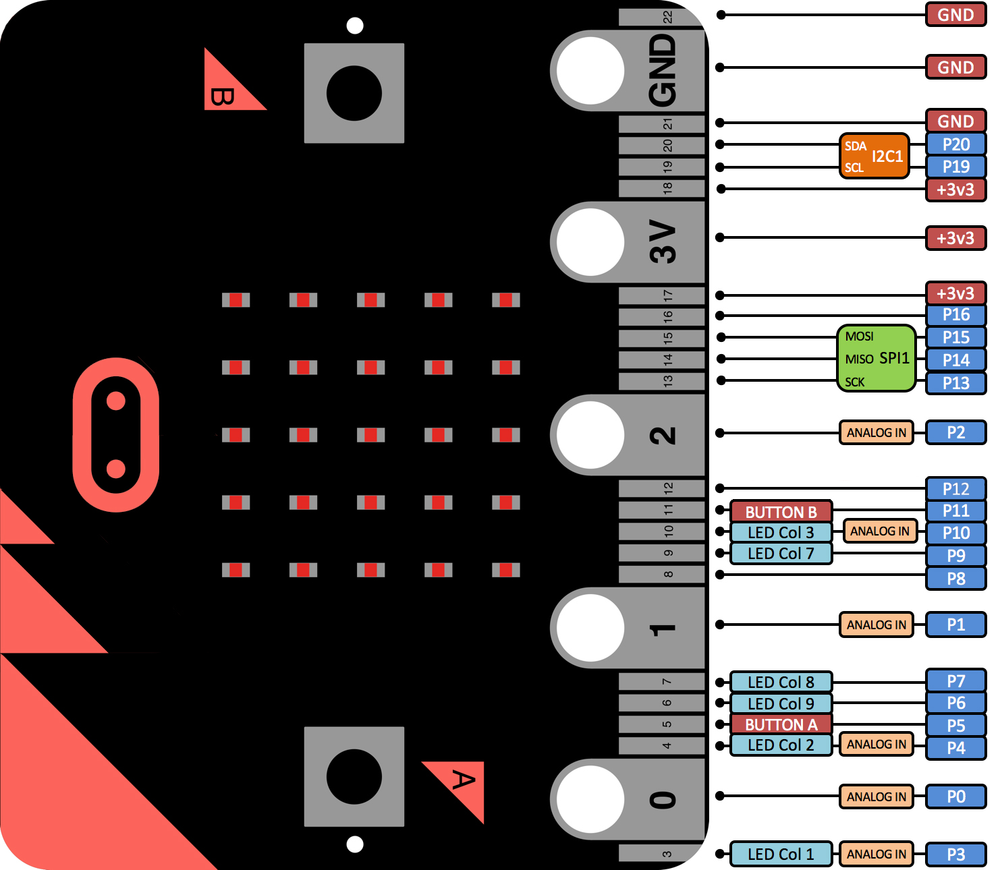 22 GND
GND GND
21 GND
20 SDA I2C1 P20
19 SCL P19
18 +3v3
3V +3v3
17 +3v3
16 P16
15 MOSI P15
14 MISO SPI1 P14
13 SCK P13
2 ANALOG IN P2
12 P12
11 BUTTON B P11
10 LED Col 3 ANALOG IN P10
9 LED Col 7 P9
8 P8
1 ANALOG IN P1
7 LED Col 8 P7
6 LED Col 9 P6
5 BUTTON A P5
4 LED Col 2 ANALOG IN P4
0 ANALOG IN P0
3 LED Col 1 ANALOG IN P3
B
A